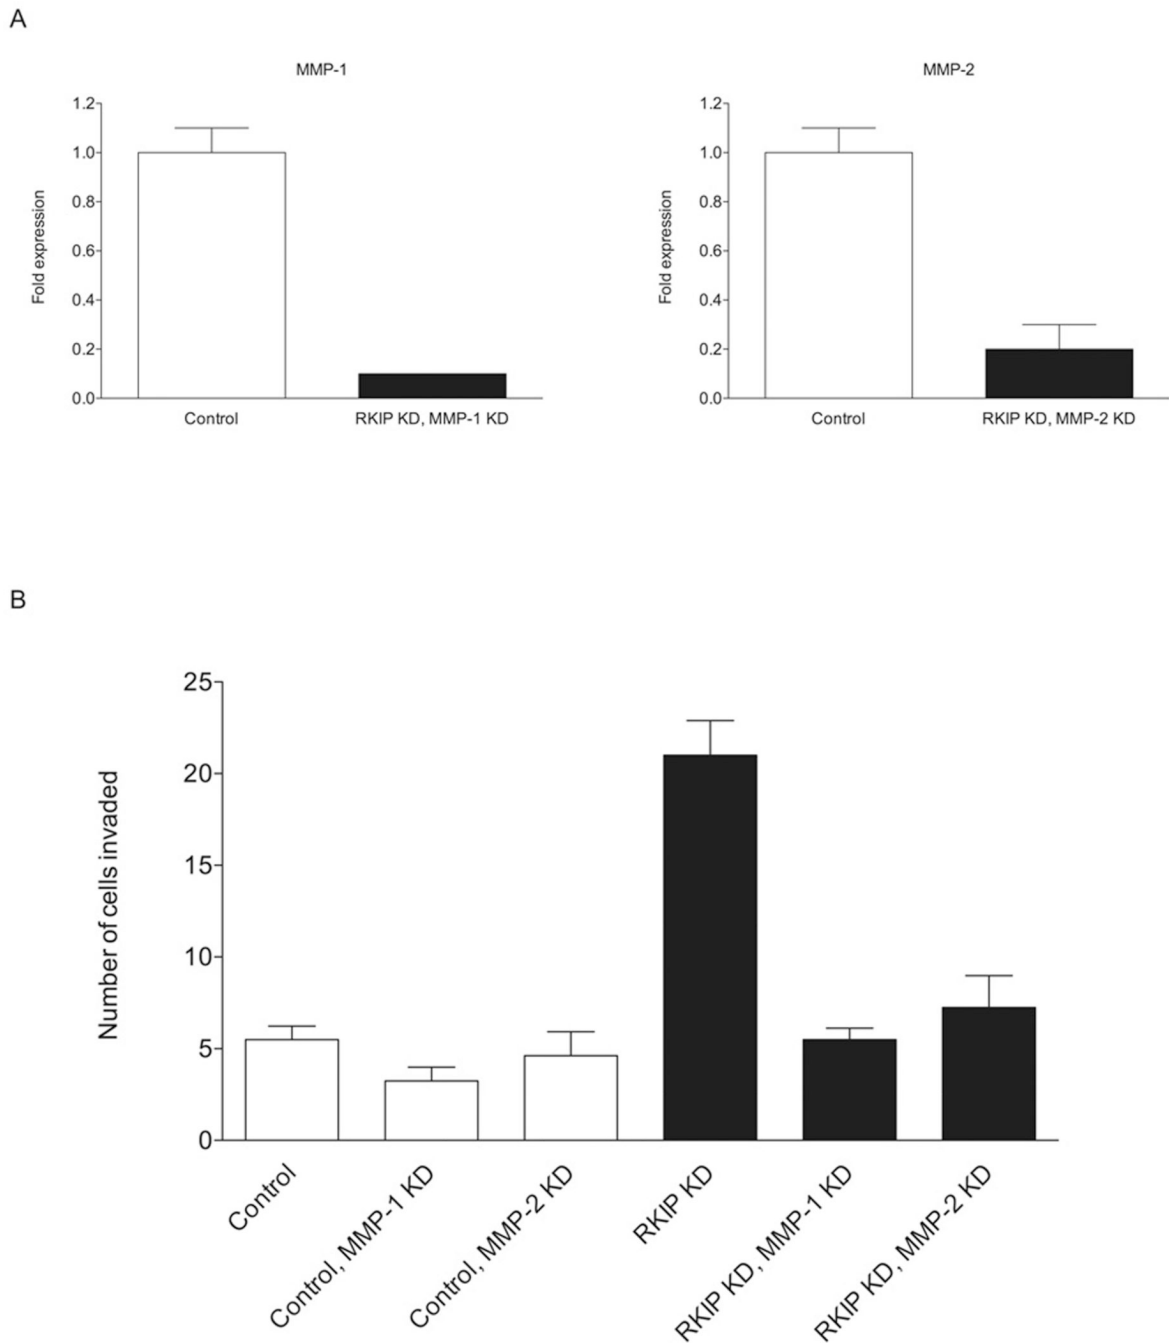 A
MMP-1
1.2
1.0
0.8
0.6
0.4
0.2
0.0
Fold expression
Control
RKIP KD, MMP-1 KD
MMP-2
1.2
1.0
0.8
0.6
0.4
0.2
0.0
Fold expression
Control
RKIP KD, MMP-2 KD
B
25
20
15
10
5
0
Number of cells invaded
Control
Control, MMP-1 KD
Control, MMP-2 KD
RKIP KD
RKIP KD, MMP-1 KD
RKIP KD, MMP-2 KD